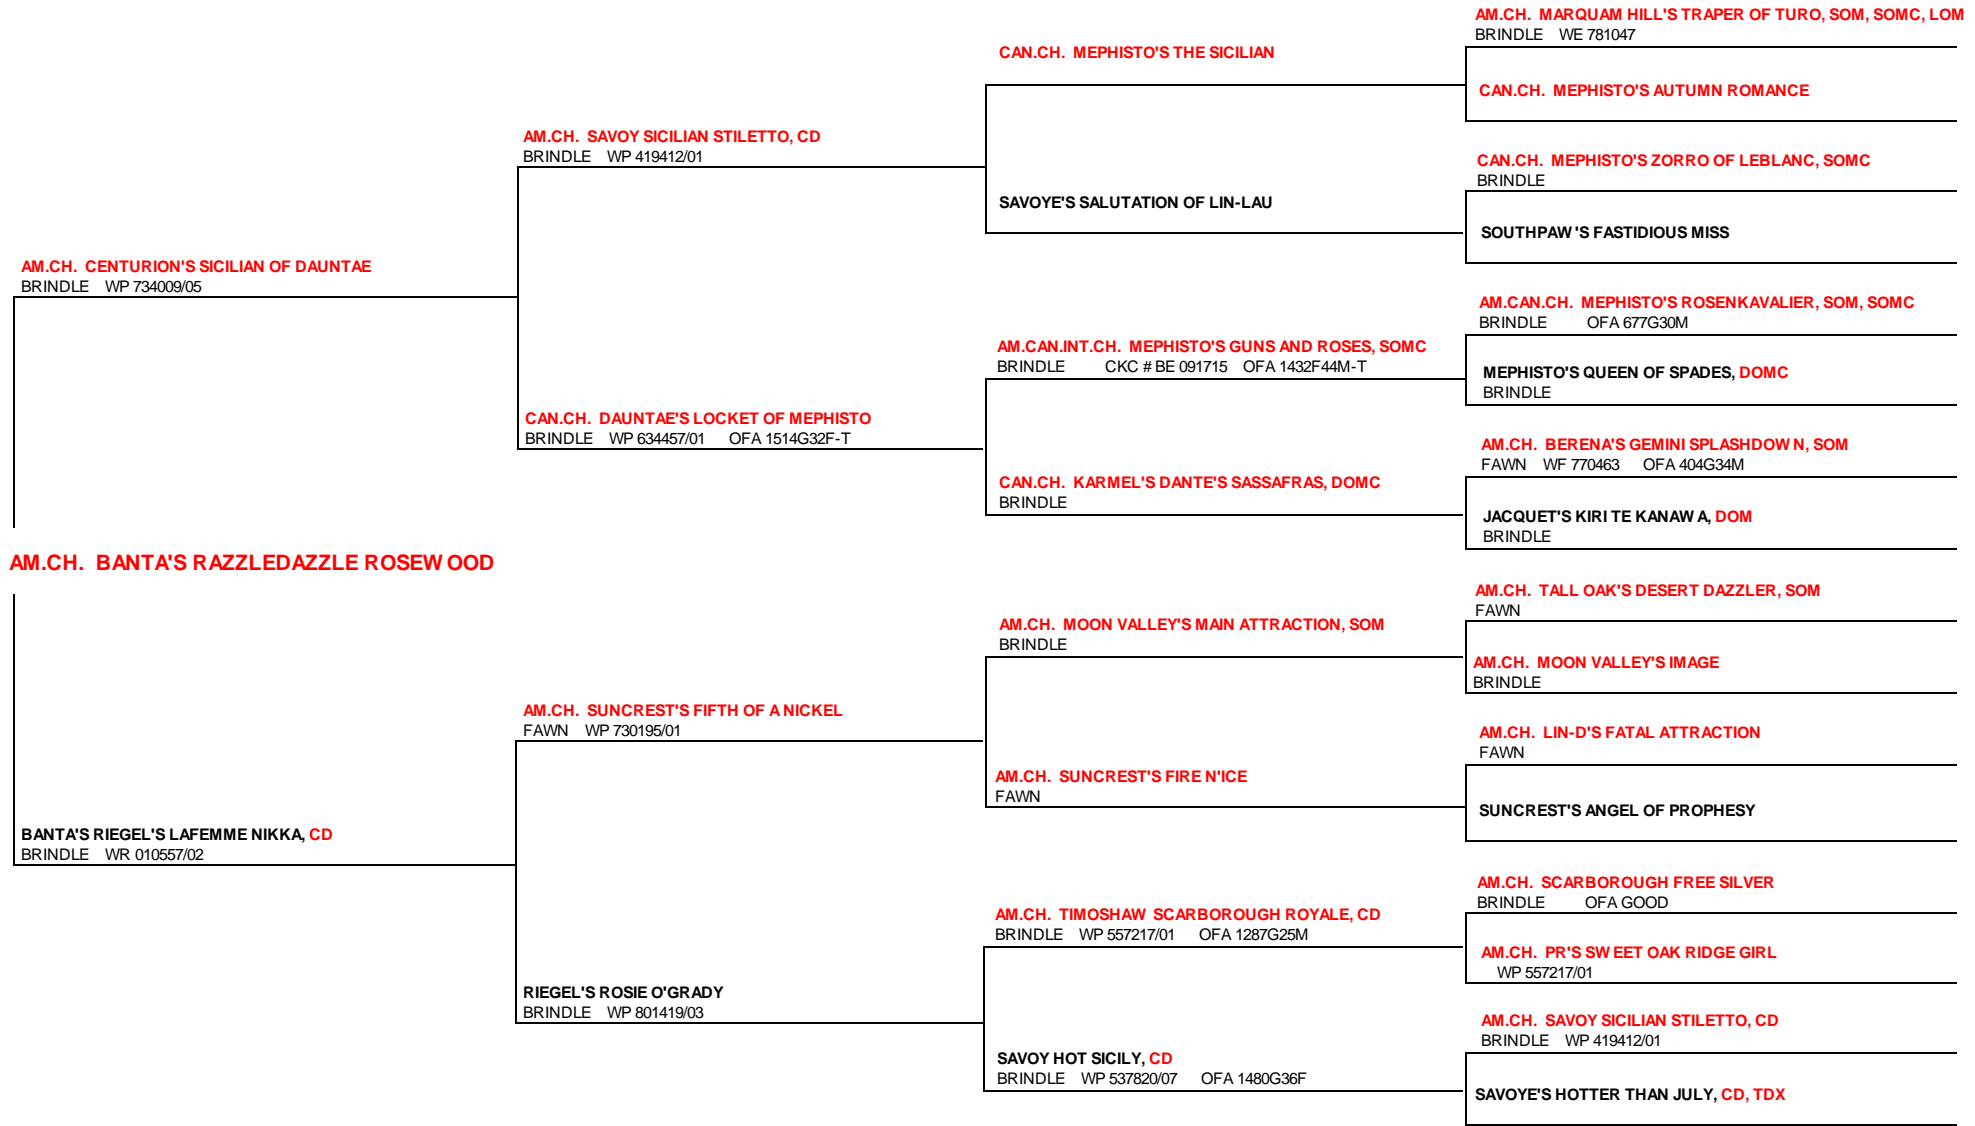 AM.CH. MARQUAM HILL'S TRAPER OF TURO, SOM, SOMC, LOM
BRINDLE WE 781047
CAN.CH. MEPHISTO'S THE SICILIAN
CAN.CH. MEPHISTO'S AUTUMN ROMANCE
AM.CH. SAVOY SICILIAN STILETTO, CD
BRINDLE WP 419412/01
CAN.CH. MEPHISTO'S ZORRO OF LEBLANC, SOMC
BRINDLE
SAVOYE'S SALUTATION OF LIN-LAU
SOUTHPAW'S FASTIDIOUS MISS
AM.CH. CENTURION'S SICILIAN OF DAUNTAE
BRINDLE WP 734009/05
AM.CAN.CH. MEPHISTO'S ROSENKAVALIER, SOM, SOMC
BRINDLE OFA 677G30M
AM.CAN.INT.CH. MEPHISTO'S GUNS AND ROSES, SOMC
BRINDLE CKC # BE 091715 OFA 1432F44M-T
MEPHISTO'S QUEEN OF SPADES, DOMC
BRINDLE
CAN.CH. DAUNTAE'S LOCKET OF MEPHISTO
BRINDLE WP 634457/01 OFA 1514G32F-T
AM.CH. BERENA'S GEMINI SPLASHDOWN, SOM
FAWN WF 770463 OFA 404G34M
CAN.CH. KARMEL'S DANTE'S SASSAFRAS, DOMC
BRINDLE
JACQUET'S KIRI TE KANAWA, DOM
BRINDLE
AM.CH. BANTA'S RAZZLEDAZZLE ROSEWOOD
AM.CH. TALL OAK'S DESERT DAZZLER, SOM
FAWN
AM.CH. MOON VALLEY'S MAIN ATTRACTION, SOM
BRINDLE
AM.CH. MOON VALLEY'S IMAGE
BRINDLE
AM.CH. SUNCREST'S FIFTH OF A NICKEL
FAWN WP 730195/01
AM.CH. LIN-D'S FATAL ATTRACTION
FAWN
AM.CH. SUNCREST'S FIRE N'ICE
FAWN
SUNCREST'S ANGEL OF PROPHESY
BANTA'S RIEGEL'S LAFEMME NIKKA, CD
BRINDLE WR 010557/02
AM.CH. SCARBOROUGH FREE SILVER
BRINDLE OFA GOOD
AM.CH. TIMOSHAW SCARBOROUGH ROYALE, CD
BRINDLE WP 557217/01 OFA 1287G25M
AM.CH. PR'S SWEET OAK RIDGE GIRL
WP 557217/01
RIEGEL'S ROSIE O'GRADY
BRINDLE WP 801419/03
AM.CH. SAVOY SICILIAN STILETTO, CD
BRINDLE WP 419412/01
SAVOY HOT SICILY, CD
BRINDLE WP 537820/07 OFA 1480G36F
SAVOYE'S HOTTER THAN JULY, CD, TDX